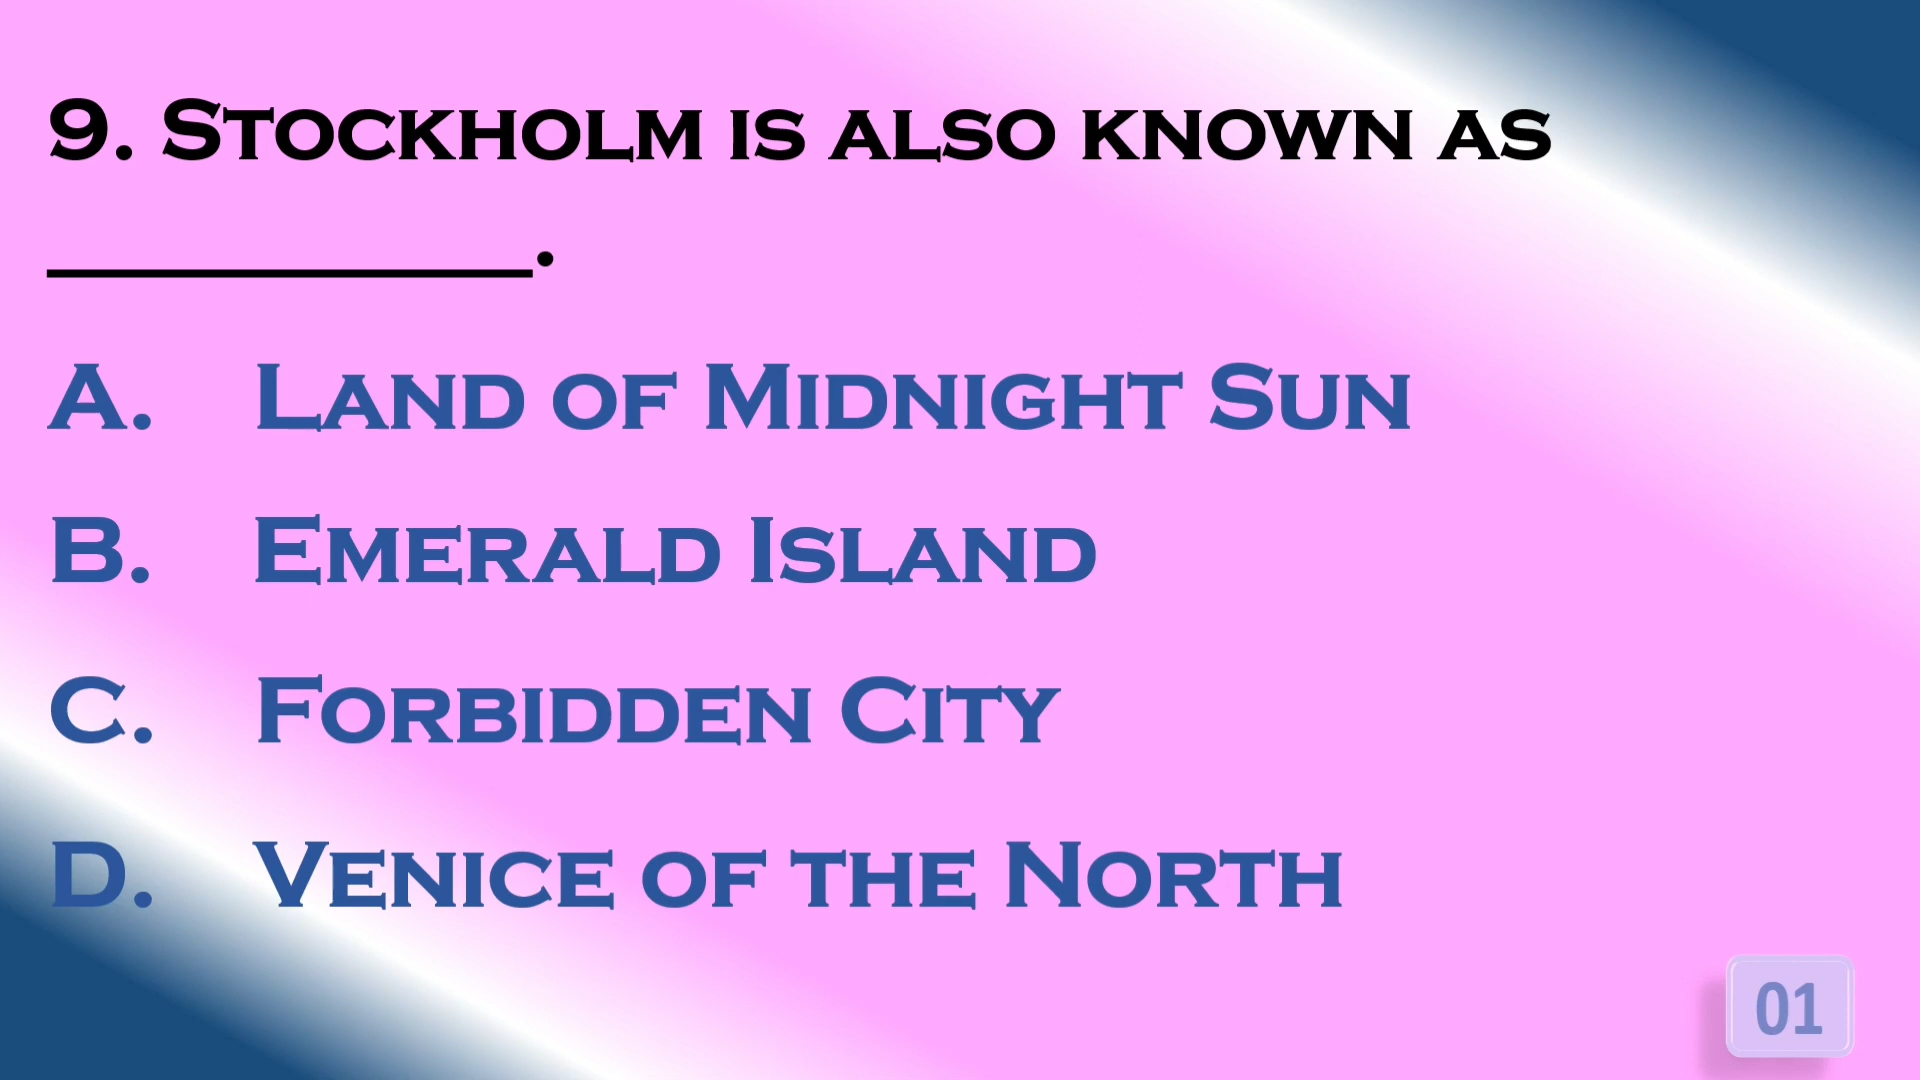 9. Stockholm is also known as
____________.
A. Land of Midnight Sun
B. Emerald Island
C. Forbidden City
D. Venice of the North
01